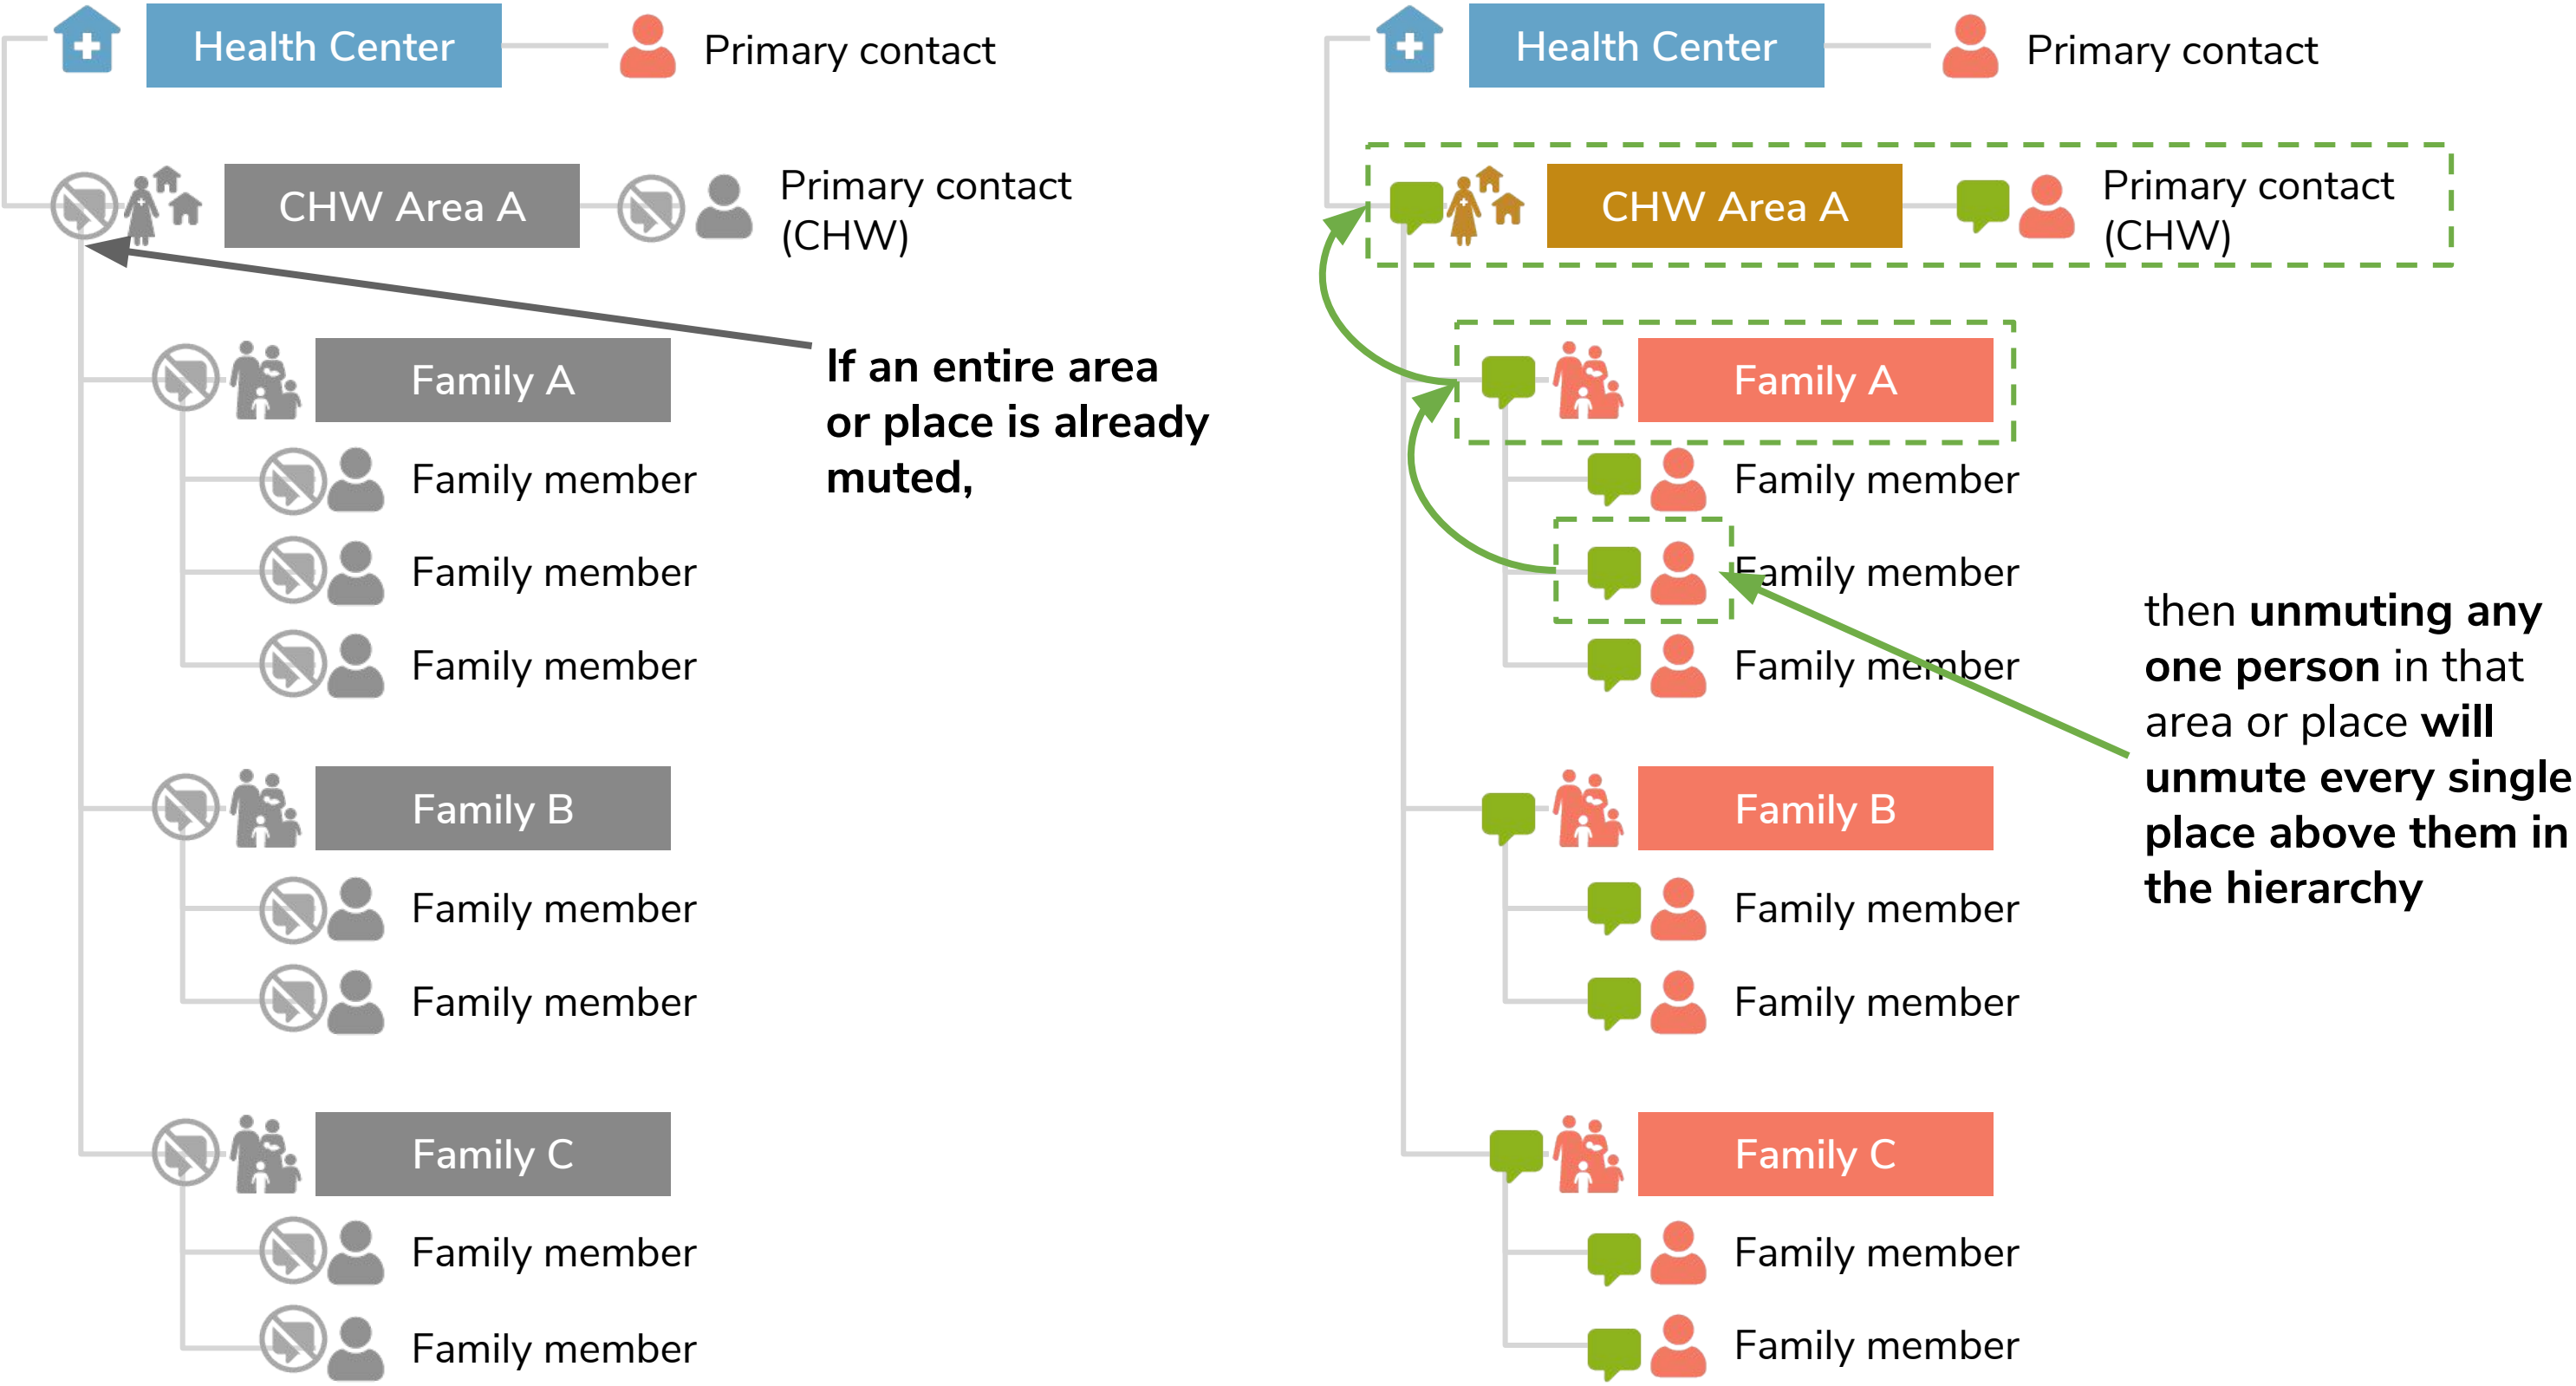 Health Center
Primary contact
CHW Area A
Primary contact
(CHW)
If an entire area
or place is already
muted,
Family A
Family member
Family member
Family member
Family B
Family member
Family member
Family C
Family member
Family member
Health Center
Primary contact
CHW Area A
Primary contact
(CHW)
Family A
Family member
Family member
Family member
then unmuting any
one person in that
area or place will
unmute every single
place above them in
the hierarchy
Family B
Family member
Family member
Family C
Family member
Family member